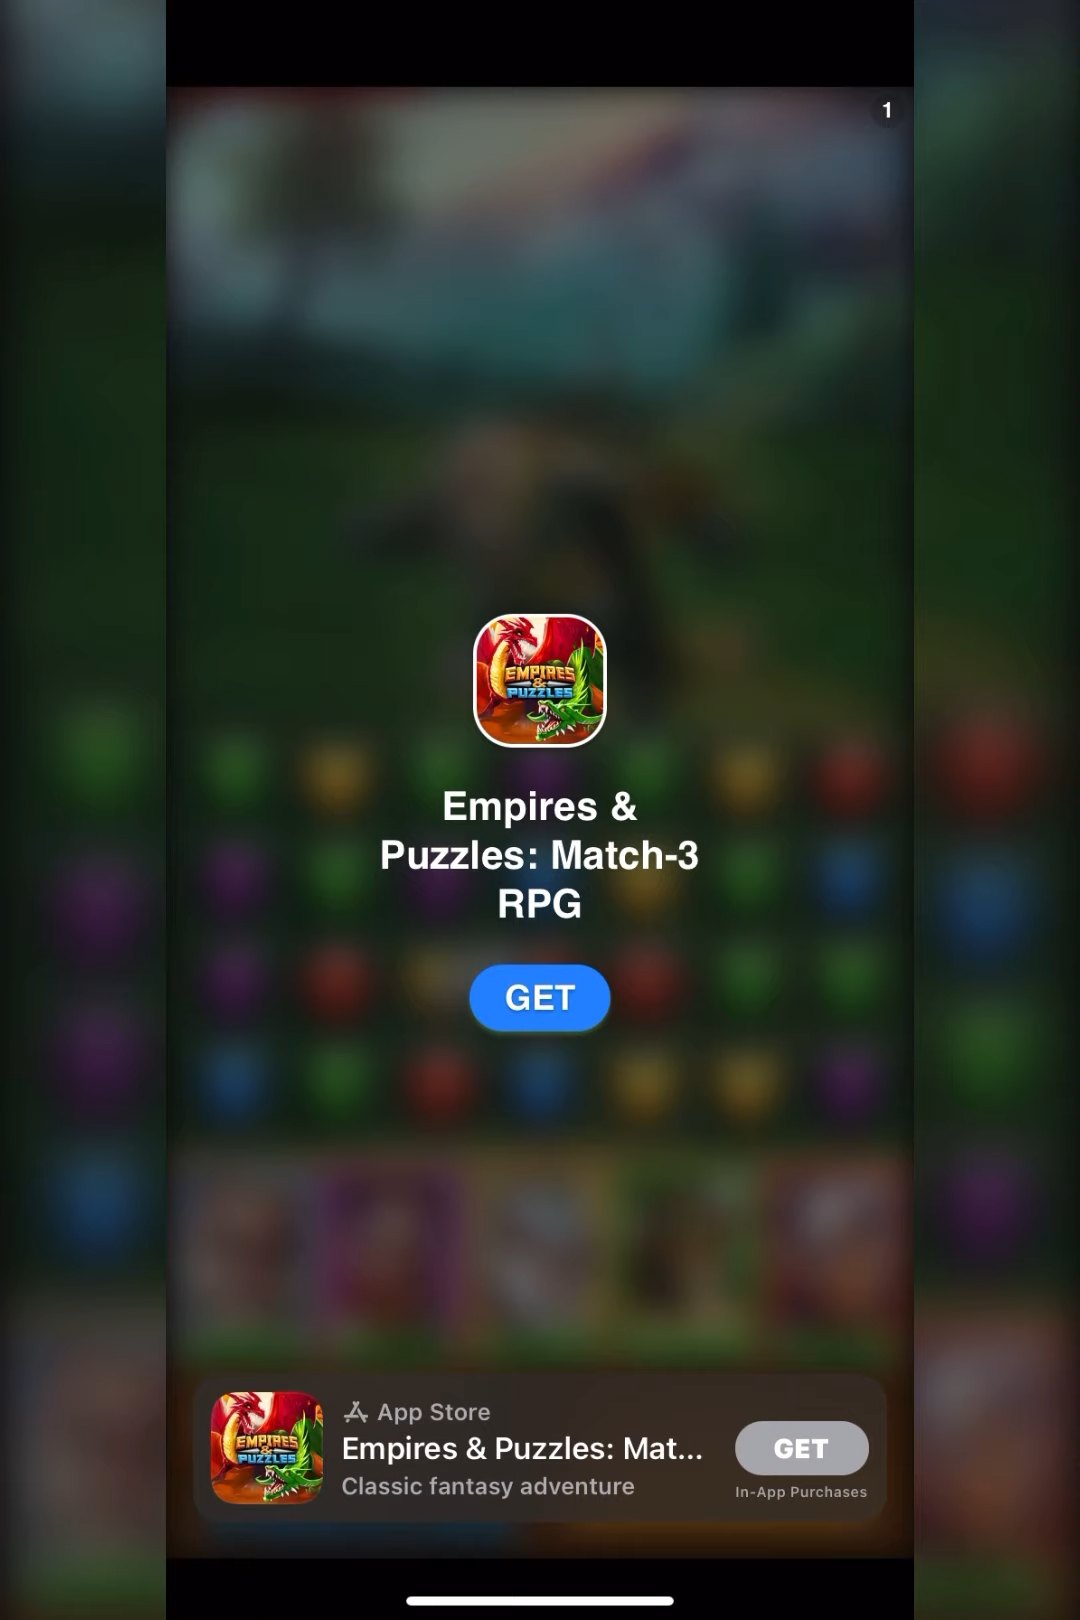 1
EMPIRES
&
PUZZLES
Empires &
Puzzles: Match-3
RPG
GET
EMPIRES
&
PUZZLES
App Store
Empires & Puzzles: Mat...
Classic fantasy adventure
GET
In-App Purchases